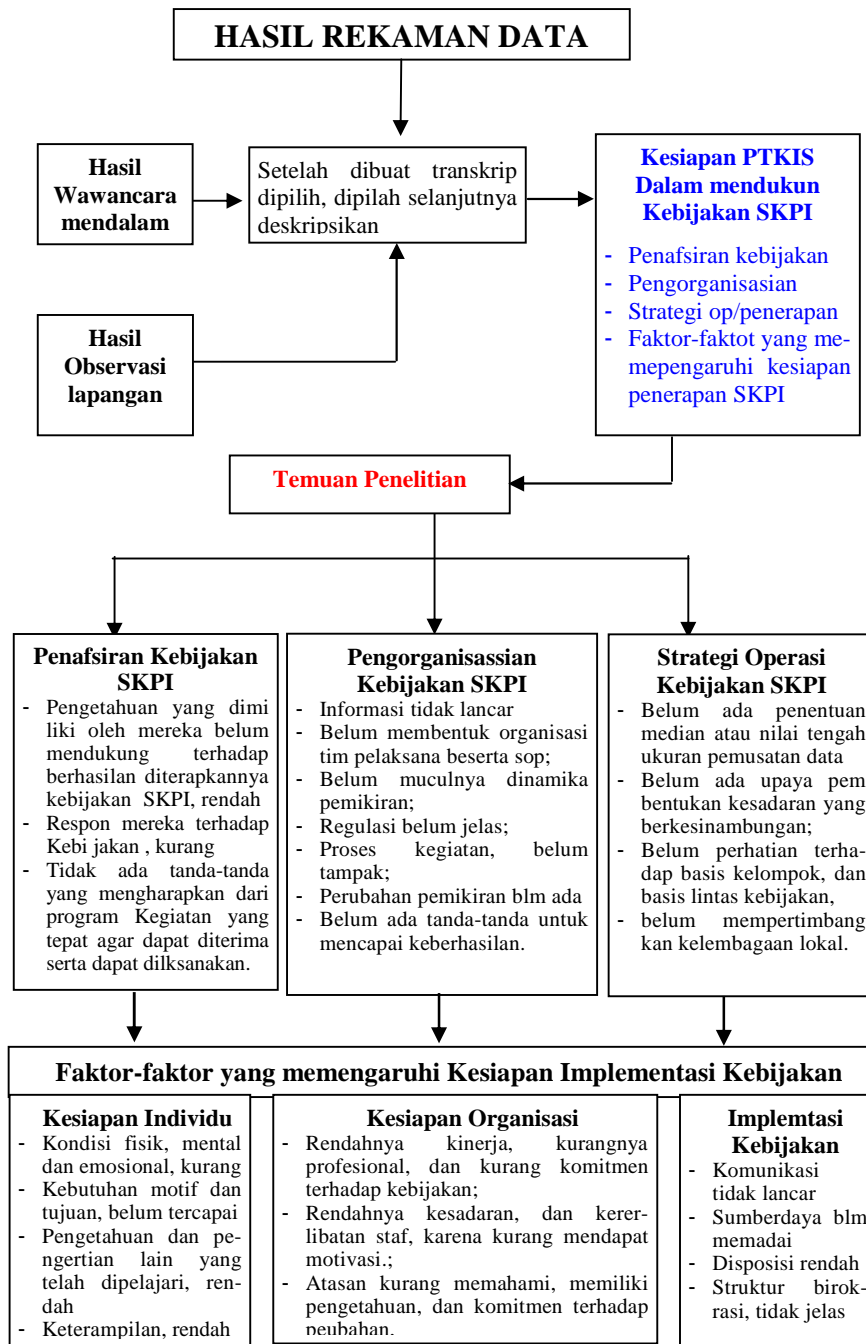 HASIL REKAMAN DATA
Hasil
Wawancara
mendalam
Setelah dibuat transkrip
dipilih, dipilah selanjutnya
deskripsikan
Kesiapan PTKIS
Dalam mendukun
Kebijakan SKPI
- Penafsiran kebijakan
- Pengorganisasian
- Strategi op/penerapan
- Faktor-faktot yang me-
mepengaruhi kesiapan
penerapan SKPI
Hasil
Observasi
lapangan
Temuan Penelitian
Penafsiran Kebijakan
SKPI
- Pengetahuan yang dimi
liki oleh mereka belum
mendukung terhadap
berhasilan diterapkannya
kebijakan SKPI, rendah
- Respon mereka terhadap
Kebi jakan , kurang
- Tidak ada tanda-tanda
yang mengharapkan dari
program Kegiatan yang
tepat agar dapat diterima
serta dapat dilksanakan.
Pengorganisassian
Kebijakan SKPI
- Informasi tidak lancar
- Belum membentuk organisasi
tim pelaksana beserta sop;
- Belum muculnya dinamika
pemikiran;
- Regulasi belum jelas;
- Proses kegiatan, belum
tampak;
- Perubahan pemikiran blm ada
- Belum ada tanda-tanda untuk
mencapai keberhasilan.
Strategi Operasi
Kebijakan SKPI
- Belum ada penentuan
median atau nilai tengah
ukuran pemusatan data
- Belum ada upaya pem
bentukan kesadaran yang
berkesinambungan;
- Belum perhatian terha-
dap basis kelompok, dan
basis lintas kebijakan,
- belum mempertimbang
kan kelembagaan lokal.
Faktor-faktor yang memengaruhi Kesiapan Implementasi Kebijakan
Kesiapan Individu
- Kondisi fisik, mental
dan emosional, kurang
- Kebutuhan motif dan
tujuan, belum tercapai
- Pengetahuan dan pe-
ngertian lain yang
telah dipelajari, ren-
dah
- Keterampilan, rendah
Kesiapan Organisasi
- Rendahnya kinerja, kurangnya
profesional, dan kurang komitmen
terhadap kebijakan;
- Rendahnya kesadaran, dan kerer-
libatan staf, karena kurang mendapat
motivasi.;
- Atasan kurang memahami, memiliki
pengetahuan, dan komitmen terhadap
peubahan.
Implemtasi
Kebijakan
- Komunikasi
tidak lancar
- Sumberdaya blm
memadai
- Disposisi rendah
- Struktur birok-
rasi, tidak jelas